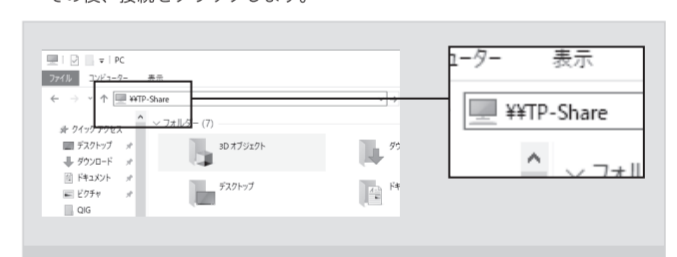 その後、接続をクリックします。
PC
ファイル コンピューター 表示
¥¥TP-Share
クイック アクセス
デスクトップ
ダウンロード
ドキュメント
ピクチャ
QIG
フォルダー (7)
3D オブジェクト
ダウ
デスクトップ
ドキ
ューター 表示
¥¥TP-Share
フォル